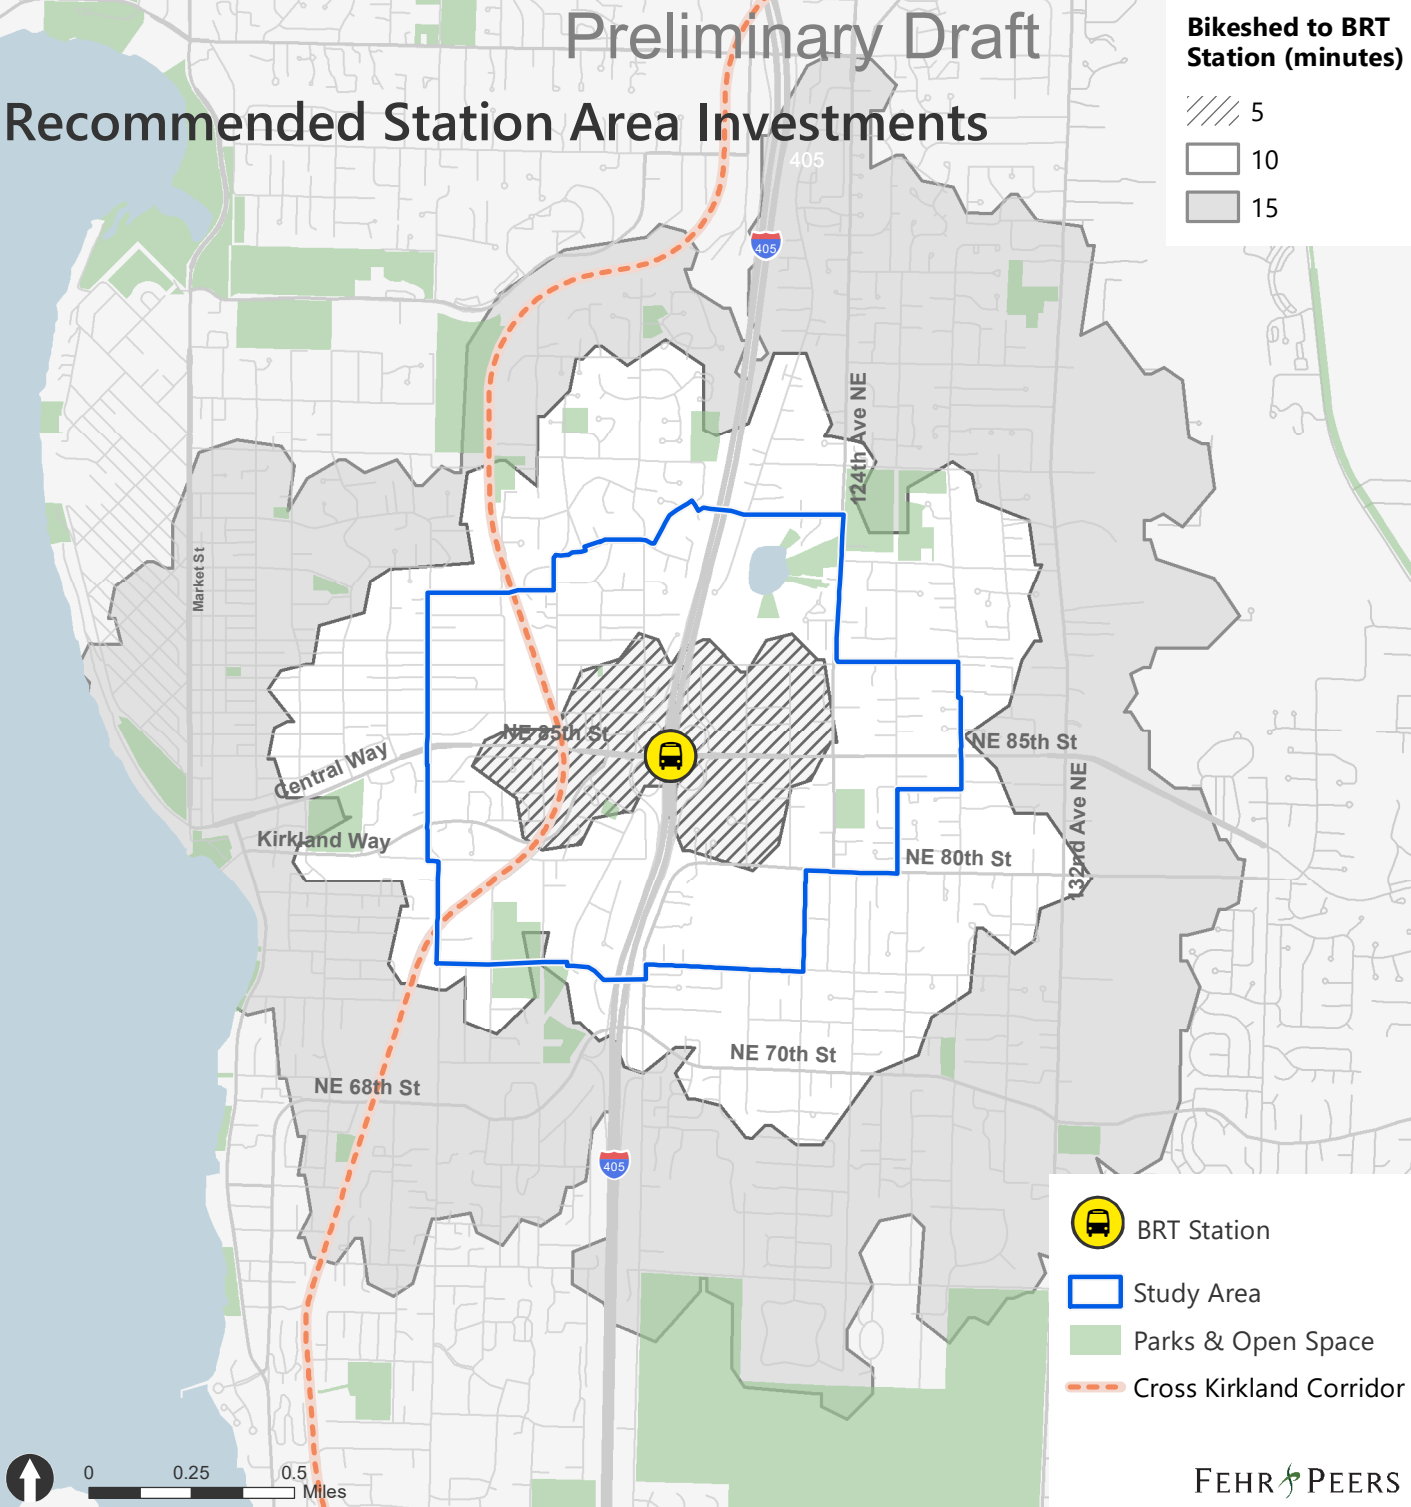 Preliminary Draft
Recommended Station Area Investments
Bikeshed to BRT
Station (minutes)
5
10
15
405
405
124th Ave NE
Market St
NE 85th St
Central Way
Kirkland Way
NE 85th St
132nd Ave NE
NE 80th St
NE 70th St
NE 68th St
405
BRT Station
Study Area
Parks & Open Space
Cross Kirkland Corridor
0 0.25 0.5
Miles
FEHR PEERS